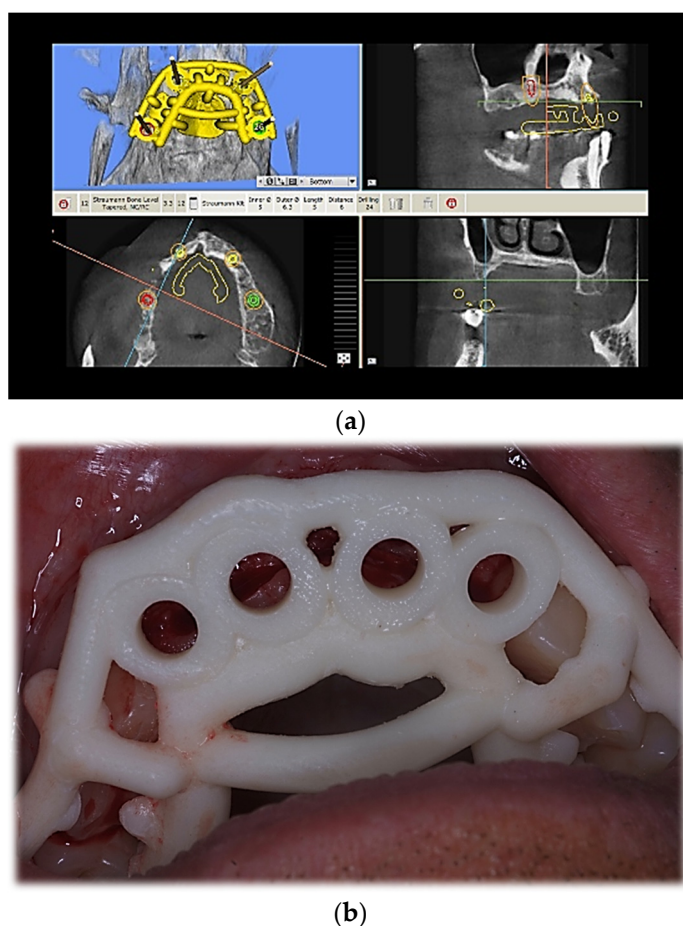 Bottom
12 Straumann Bone Level Tapered, NC/RC 3.3 12 Straumann Kit Inner Ø 5 Outer Ø 6.3 Length 5 Distance 6 Drilling 24
(a)
(b)